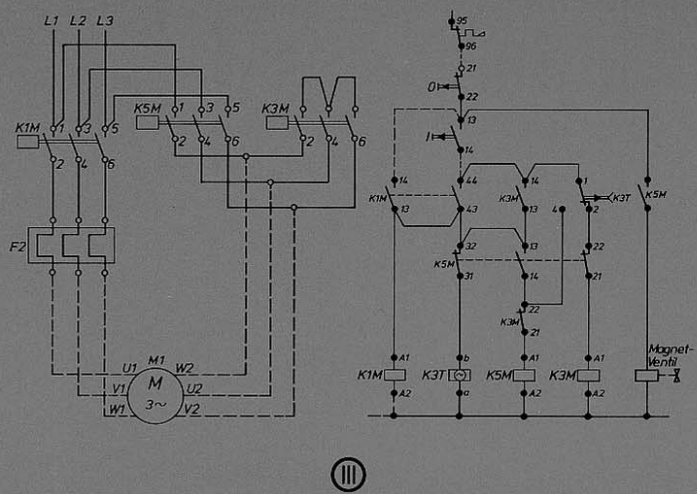 L1 L2 L3
K1M 1 3 5
2 4 6
K5M 1 3 5
2 4 6
K3M
2 4 6
F2
M1
U1 W2
V1 M U2
W1 3~ V2
95
96
21
0
22
13
I
14
14 44 14 1
K1M K3M K3T K5M
13 43 13 4 2
32 13 22
K5M
31 14 21
22
K3M
21
A1 b A1 A1 Magnet-
Ventil
K1M K3T K5M K3M
A2 a A2 A2
III